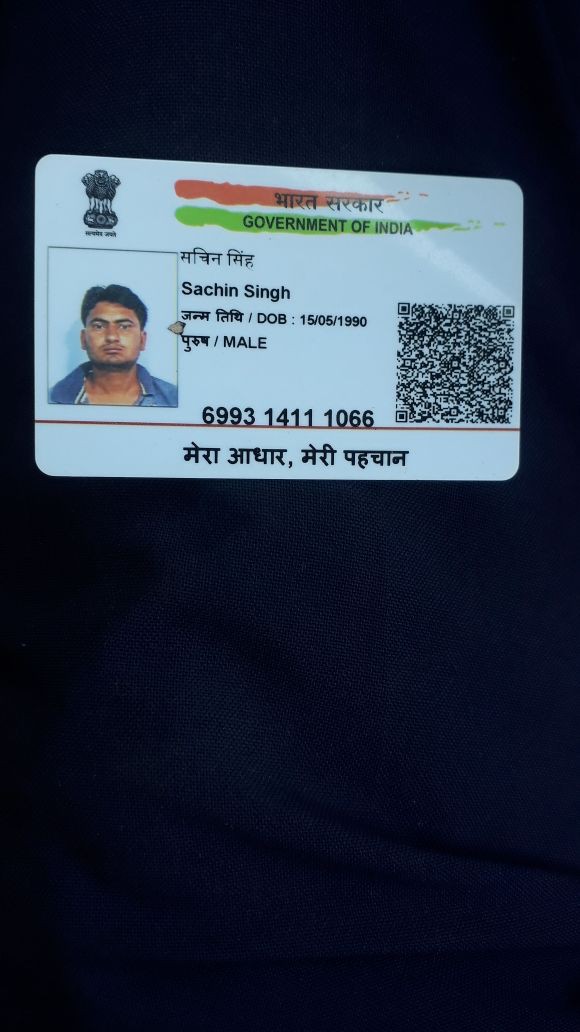 भारत सरकार
GOVERNMENT OF INDIA
सत्यमेव जयते
सचिन सिंह
Sachin Singh
जन्म तिथि / DOB : 15/05/1990
पुरुष / MALE
6993 1411 1066
मेरा आधार, मेरी पहचान